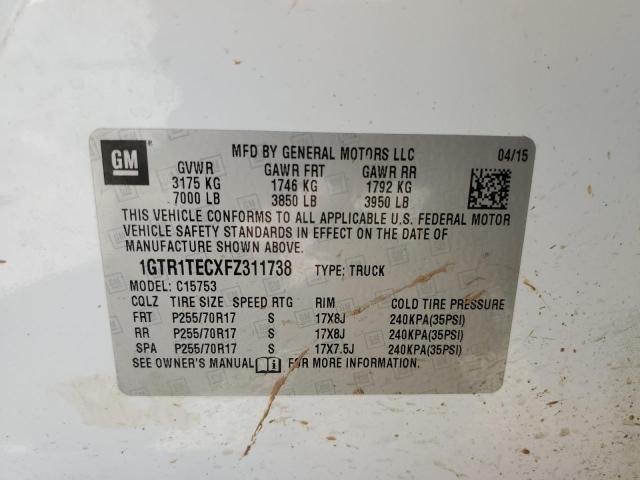 GM
MFD BY GENERAL MOTORS LLC 04/15
GVWR GAWR FRT GAWR RR
3175 KG 1746 KG 1792 KG
7000 LB 3850 LB 3950 LB
THIS VEHICLE CONFORMS TO ALL APPLICABLE U.S. FEDERAL MOTOR
VEHICLE SAFETY STANDARDS IN EFFECT ON THE DATE OF
MANUFACTURE SHOWN ABOVE.
1GTR1TECXFZ311738 TYPE: TRUCK
MODEL: C15753
CQLZ TIRE SIZE SPEED RTG RIM COLD TIRE PRESSURE
FRT P255/70R17 S 17X8J 240KPA(35PSI)
RR P255/70R17 S 17X8J 240KPA(35PSI)
SPA P255/70R17 S 17X7.5J 240KPA(35PSI)
SEE OWNER'S MANUAL FOR MORE INFORMATION.